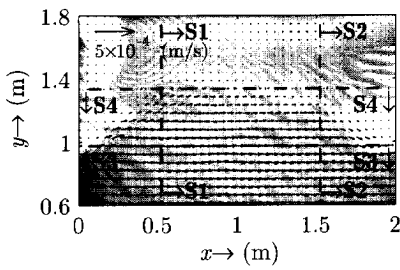 1.8
S1 S2
5×10⁻⁴
(m/s)
1.4
S4 S4
y→ (m)
1
S3
S1 S2
0.6
0 0.5 1 1.5 2
x→ (m)